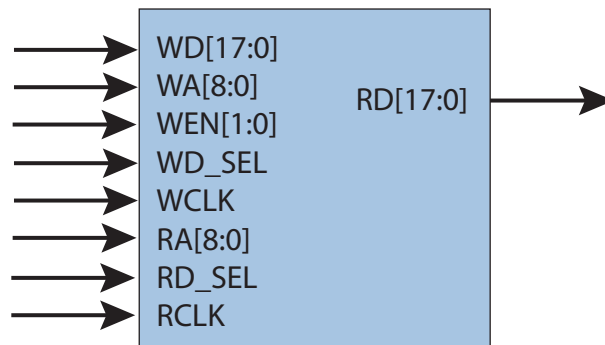 WD[17:0]
WA[8:0]
RD[17:0]
WEN[1:0]
WD_SEL
WCLK
RA[8:0]
RD_SEL
RCLK